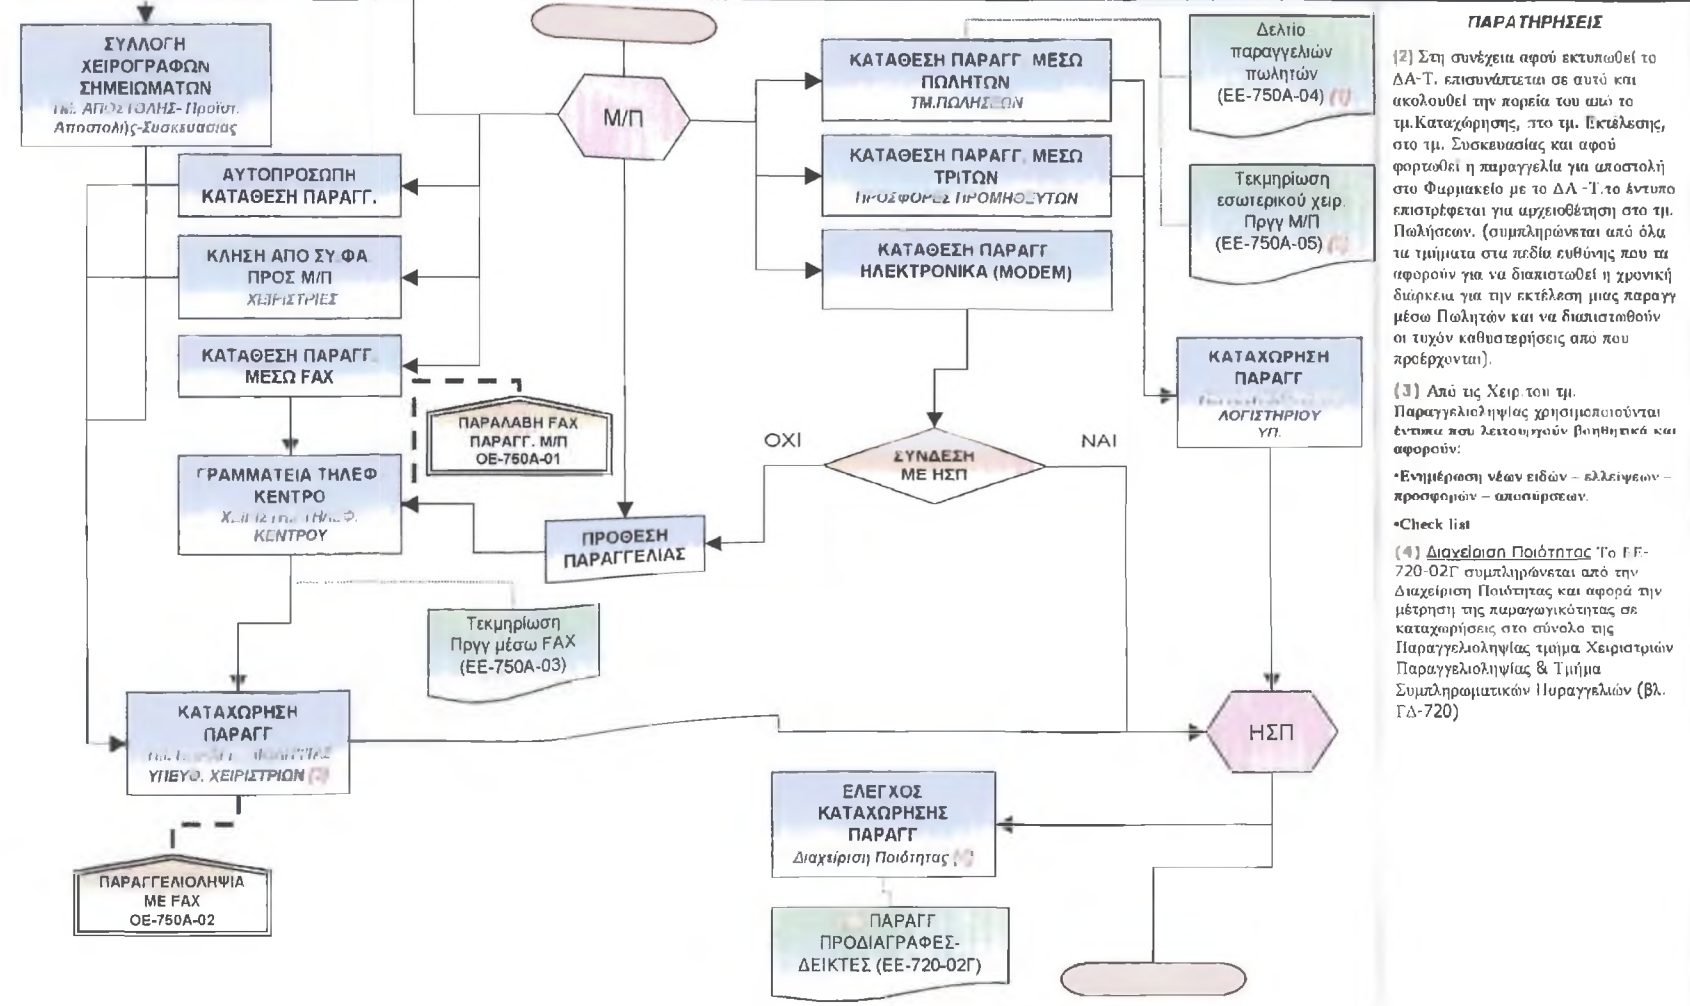 ΣΥΛΛΟΓΗ
ΧΕΙΡΟΓΡΑΦΩΝ
ΣΗΜΕΙΩΜΑΤΩΝ
ΤΜ. ΑΠΟΣΤΟΛΗΣ- Προϊστ.
Αποστολής-Συσκευασίας
ΑΥΤΟΠΡΟΣΩΠΗ
ΚΑΤΑΘΕΣΗ ΠΑΡΑΓΓ.
ΚΛΗΣΗ ΑΠΟ ΣΥ.ΦΑ
ΠΡΟΣ Μ/Π
ΧΕΙΡΙΣΤΡΙΕΣ
ΚΑΤΑΘΕΣΗ ΠΑΡΑΓΓ.
ΜΕΣΩ FAX
ΠΑΡΑΛΑΒΗ FAX
ΠΑΡΑΓΓ. Μ/Π
ΟΕ-750Α-01
ΓΡΑΜΜΑΤΕΙΑ ΤΗΛΕΦ
ΚΕΝΤΡΟ
ΚΕΝΤΡΟΥ
ΠΡΟΘΕΣΗ
ΠΑΡΑΓΓΕΛΙΑΣ
Τεκμηρίωση
Πργγ μέσω FAX
(ΕΕ-750Α-03)
ΚΑΤΑΧΩΡΗΣΗ
ΠΑΡΑΓΓ
ΥΠΕΥΘ. ΧΕΙΡΙΣΤΡΙΩΝ
ΠΑΡΑΓΓΕΛΙΟΛΗΨΙΑ
ΜΕ FAX
ΟΕ-750Α-02
Μ/Π
ΚΑΤΑΘΕΣΗ ΠΑΡΑΓΓ ΜΕΣΩ
ΠΩΛΗΤΩΝ
ΤΜ.ΠΩΛΗΣΕΩΝ
ΚΑΤΑΘΕΣΗ ΠΑΡΑΓΓ. ΜΕΣΩ
ΤΡΙΤΩΝ
ΠΡΟΣΦΟΡΕΣ ΠΡΟΜΗΘΕΥΤΩΝ
ΚΑΤΑΘΕΣΗ ΠΑΡΑΓΓ
ΗΛΕΚΤΡΟΝΙΚΑ (MODEM)
Δελτίο
παραγγελιών
πωλητών
(ΕΕ-750Α-04)
Τεκμηρίωση
εσωτερικού χειρ.
Πργγ Μ/Π
(ΕΕ-750Α-05)
ΚΑΤΑΧΩΡΗΣΗ
ΠΑΡΑΓΓ
ΛΟΓΙΣΤΗΡΙΟΥ
ΥΠ.
ΟΧΙ
ΝΑΙ
ΣΥΝΔΕΣΗ
ΜΕ ΗΣΠ
ΗΣΠ
ΕΛΕΓΧΟΣ
ΚΑΤΑΧΩΡΗΣΗΣ
ΠΑΡΑΓΓ
Διαχείριση Ποιότητας
ΠΑΡΑΓΓ
ΠΡΟΔΙΑΓΡΑΦΕΣ-
ΔΕΙΚΤΕΣ (ΕΕ-720-02Γ)
ΠΑΡΑΤΗΡΗΣΕΙΣ
(2) Στη συνέχεια αφού εκτυπωθεί το
ΔΑ-Τ. επισυνάπτεται σε αυτό και
ακολουθεί την πορεία του από το
τμ.Καταχώρησης, στο τμ. Εκτέλεσης,
στο τμ. Συσκευασίας και αφού
φορτωθεί η παραγγελία για αποστολή
στο Φαρμακείο με το ΔΑ -Τ.το έντυπο
επιστρέφεται για αρχειοθέτηση στο τμ.
Πωλήσεων. (συμπληρώνεται από όλα
τα τμήματα στα πεδία ευθύνης που τα
αφορούν για να διαπιστωθεί η χρονική
διάρκεια για την εκτέλεση μιας παραγγ
μέσω Πωλητών και να διαπιστωθούν
οι τυχόν καθυστερήσεις από που
προέρχονται).
(3) Από τις Χειρ.του τμ.
Παραγγελιοληψίας χρησιμοποιούνται
έντυπα που λειτουργούν βοηθητικά και
αφορούν:
•Ενημέρωση νέων ειδών – ελλείψεων –
προσφορών – αποσύρσεων.
•Check list
(4) Διαχείριση Ποιότητας Το ΕΕ-
720-02Γ συμπληρώνεται από την
Διαχείριση Ποιότητας και αφορά την
μέτρηση της παραγωγικότητας σε
καταχωρήσεις στο σύνολο της
Παραγγελιοληψίας τμήμα Χειριστριών
Παραγγελιοληψίας & Τμήμα
Συμπληρωματικών Παραγγελιών (βλ.
ΓΔ-720)